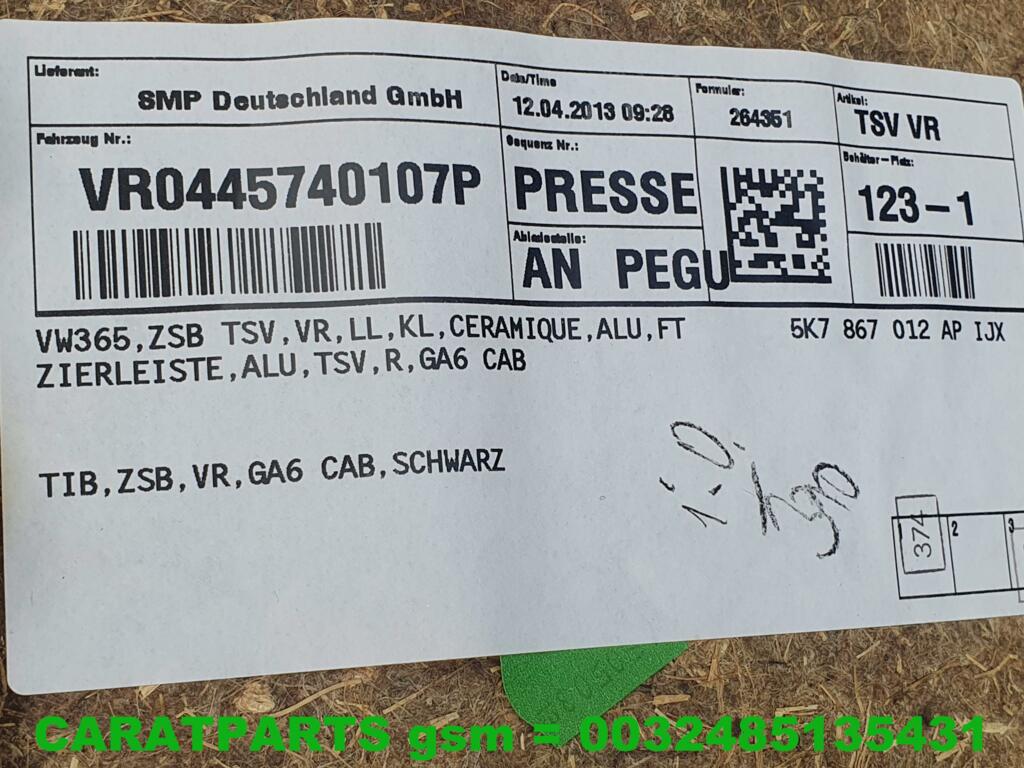 Lieferant:
SMP Deutschland GmbH
Date/Time
12.04.2013 09:28
Formular:
264351
Artikel:
TSV VR
Fahrzeug Nr.:
VR0445740107P
Sequenz Nr.:
PRESSE
Behälter-Platz:
123-1
Abladestelle:
AN PEGU
VW365,ZSB TSV,VR,LL,KL,CERAMIQUE,ALU,FT
5K7 867 012 AP IJX
ZIERLEISTE,ALU,TSV,R,GA6 CAB
TIB,ZSB,VR,GA6 CAB,SCHWARZ
i.O.
1
2
3
374
CARATPARTS gsm = 0032485135431